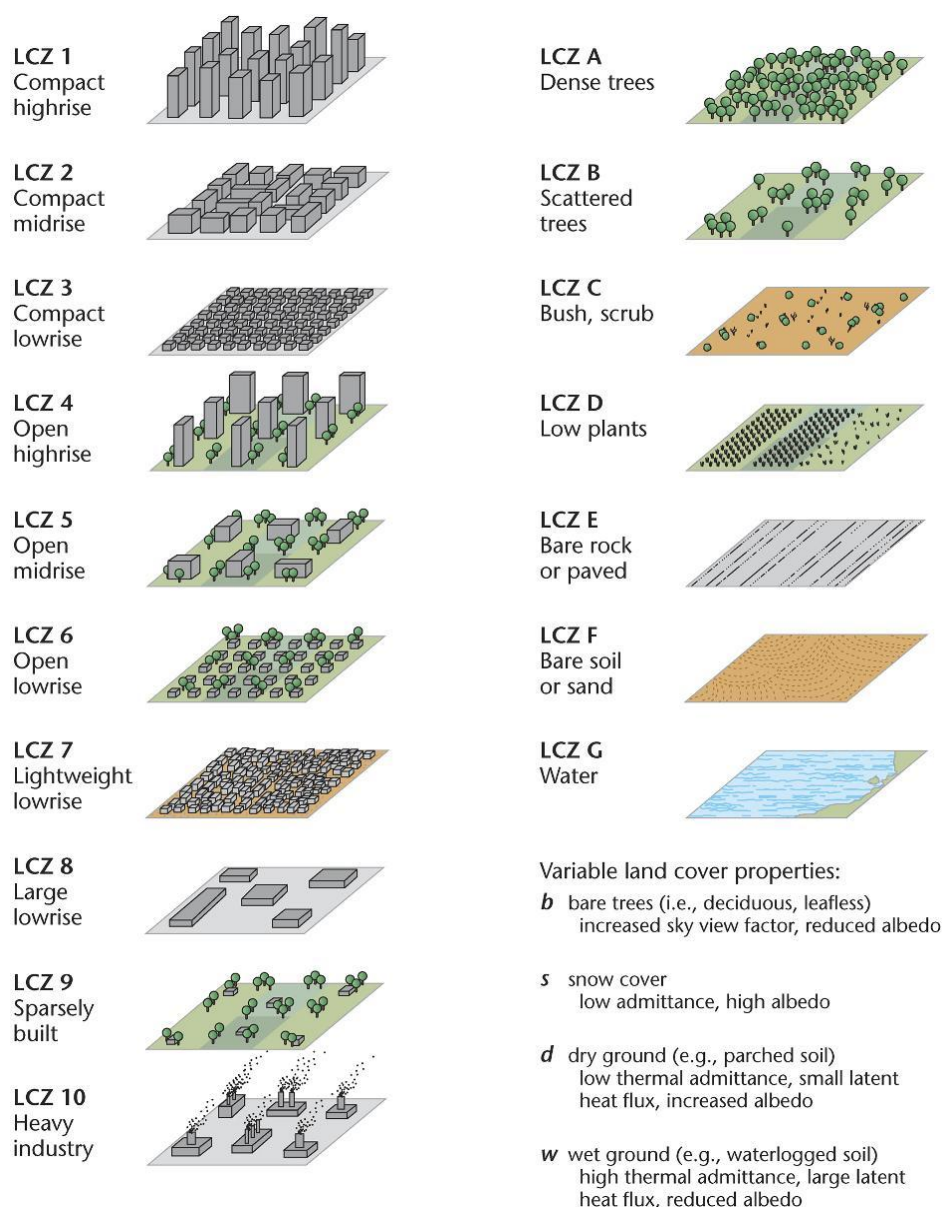 LCZ 1
Compact
highrise
LCZ 2
Compact
midrise
LCZ 3
Compact
lowrise
LCZ 4
Open
highrise
LCZ 5
Open
midrise
LCZ 6
Open
lowrise
LCZ 7
Lightweight
lowrise
LCZ 8
Large
lowrise
LCZ 9
Sparsely
built
LCZ 10
Heavy
industry
LCZ A
Dense trees
LCZ B
Scattered
trees
LCZ C
Bush, scrub
LCZ D
Low plants
LCZ E
Bare rock
or paved
LCZ F
Bare soil
or sand
LCZ G
Water
Variable land cover properties:
b bare trees (i.e., deciduous, leafless)
increased sky view factor, reduced albedo
s snow cover
low admittance, high albedo
d dry ground (e.g., parched soil)
low thermal admittance, small latent
heat flux, increased albedo
w wet ground (e.g., waterlogged soil)
high thermal admittance, large latent
heat flux, reduced albedo